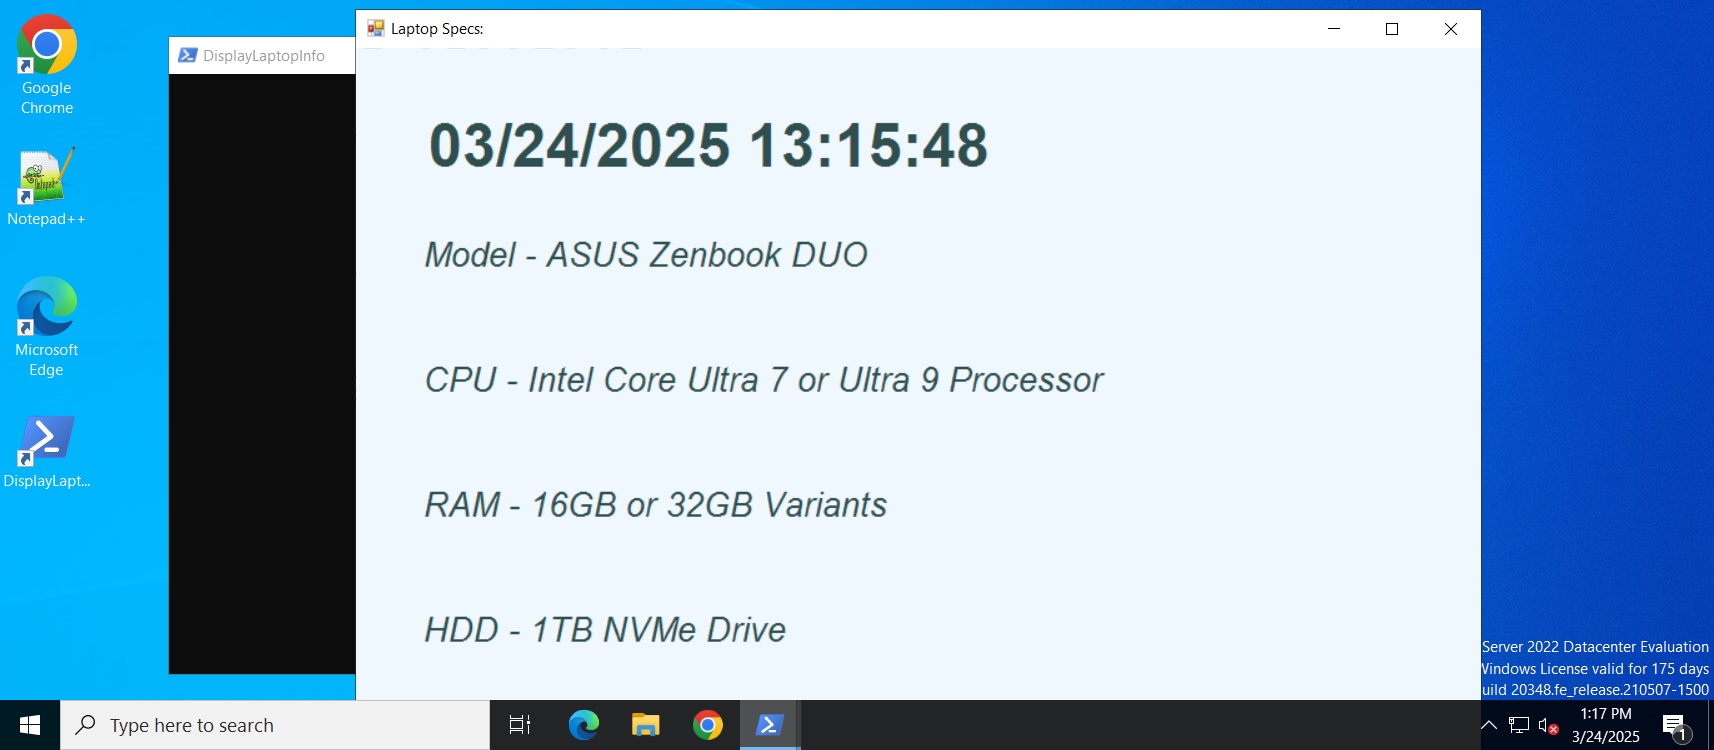 Google
Chrome
Notepad++
Microsoft
Edge
DisplayLapt...
DisplayLaptopInfo
Laptop Specs:
03/24/2025 13:15:48
Model - ASUS Zenbook DUO
CPU - Intel Core Ultra 7 or Ultra 9 Processor
RAM - 16GB or 32GB Variants
HDD - 1TB NVMe Drive
Server 2022 Datacenter Evaluation
Windows License valid for 175 days
uild 20348.fe_release.210507-1500
Type here to search
1:17 PM
3/24/2025
1